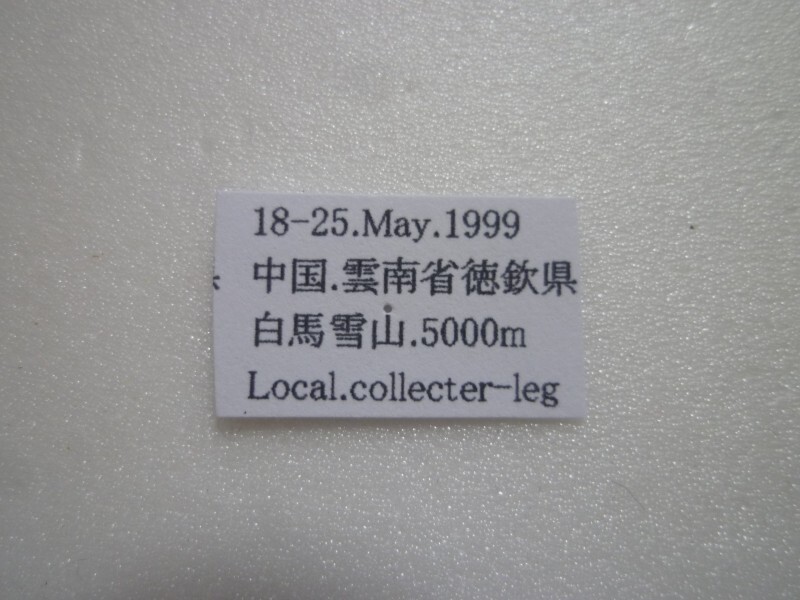 18-25.May.1999
中国.雲南省徳欽県
白馬雪山.5000m
Local.collecter-leg